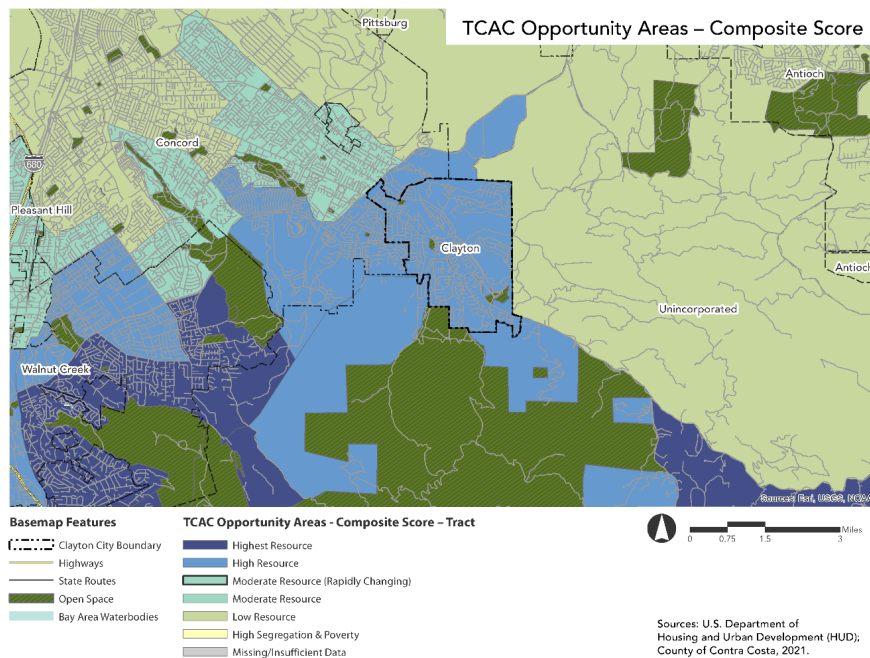 TCAC Opportunity Areas – Composite Score
Pittsburg
Antioch
Concord
680
Pleasant Hill
Clayton
Antioch
Unincorporated
Walnut Creek
Sources: Esri, USGS, NOAA
Basemap Features
Clayton City Boundary
Highways
State Routes
Open Space
Bay Area Waterbodies
TCAC Opportunity Areas - Composite Score – Tract
Highest Resource
High Resource
Moderate Resource (Rapidly Changing)
Moderate Resource
Low Resource
High Segregation & Poverty
Missing/Insufficient Data
Miles
0 0.75 1.5 3
Sources: U.S. Department of
Housing and Urban Development (HUD);
County of Contra Costa, 2021.